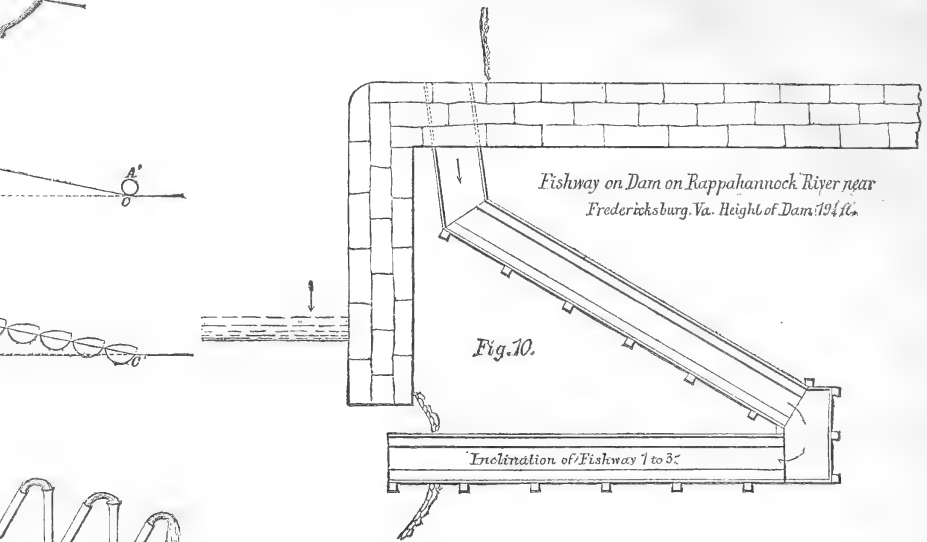 A'
O
Fishway on Dam on Rappahannock River near
Fredericksburg. Va. Height of Dam 19¼ ft.
Fig. 10.
C'
Inclination of Fishway 1 to 3.